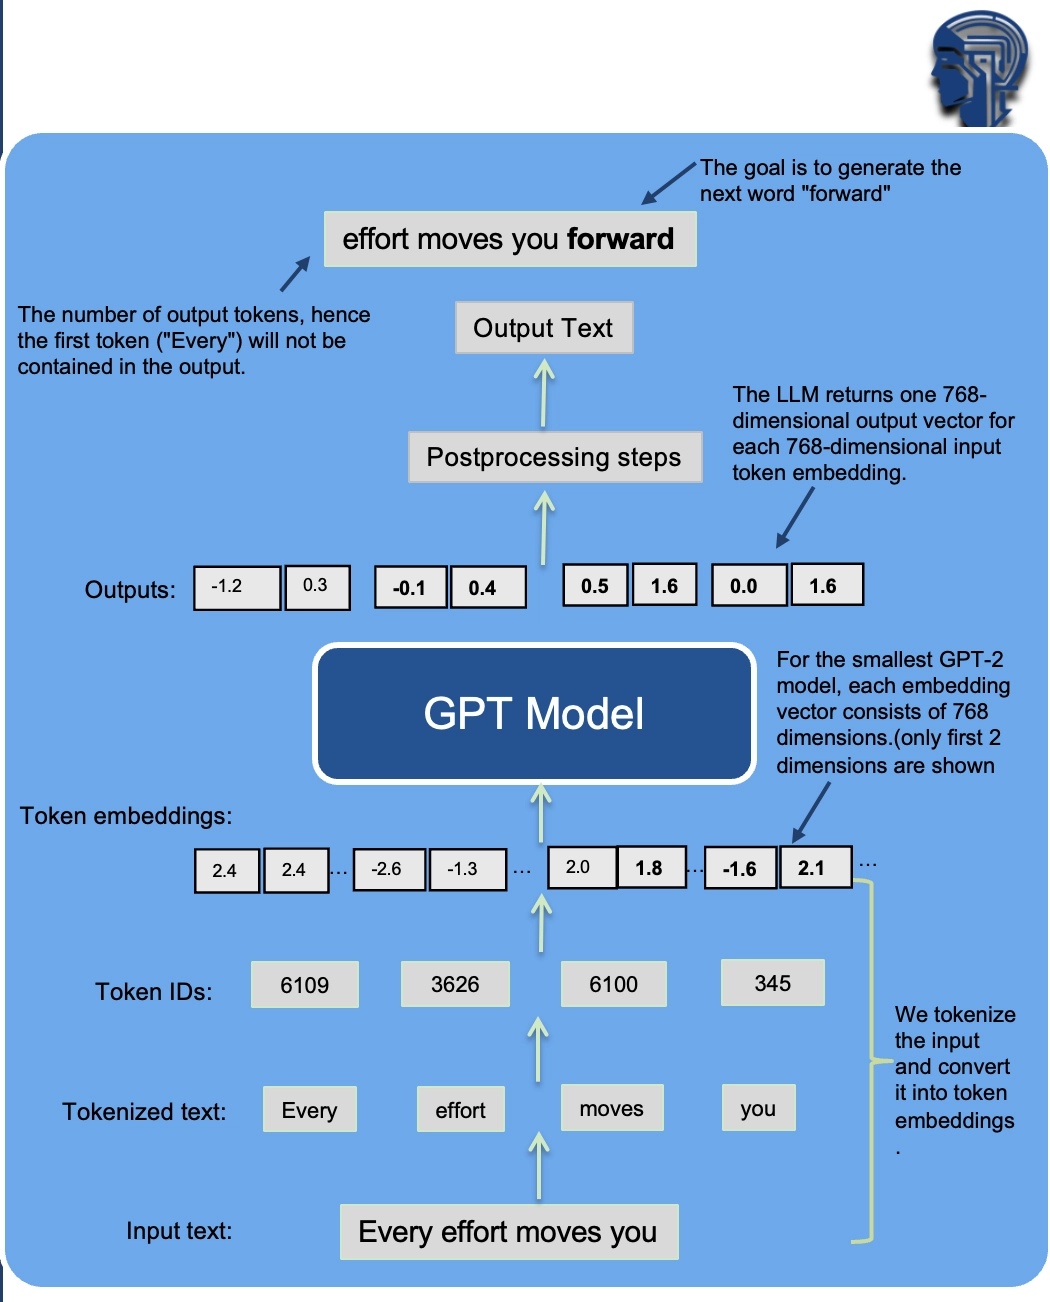 The goal is to generate the
next word "forward"
effort moves you forward
The number of output tokens, hence
the first token ("Every") will not be
contained in the output.
Output Text
The LLM returns one 768-
dimensional output vector for
each 768-dimensional input
token embedding.
Postprocessing steps
Outputs: -1.2 0.3 -0.1 0.4 0.5 1.6 0.0 1.6
GPT Model
For the smallest GPT-2
model, each embedding
vector consists of 768
dimensions.(only first 2
dimensions are shown
Token embeddings:
2.4 2.4 ... -2.6 -1.3 ... 2.0 1.8 ... -1.6 2.1 ...
Token IDs: 6109 3626 6100 345
We tokenize
the input
and convert
it into token
embeddings
.
Tokenized text: Every effort moves you
Input text: Every effort moves you